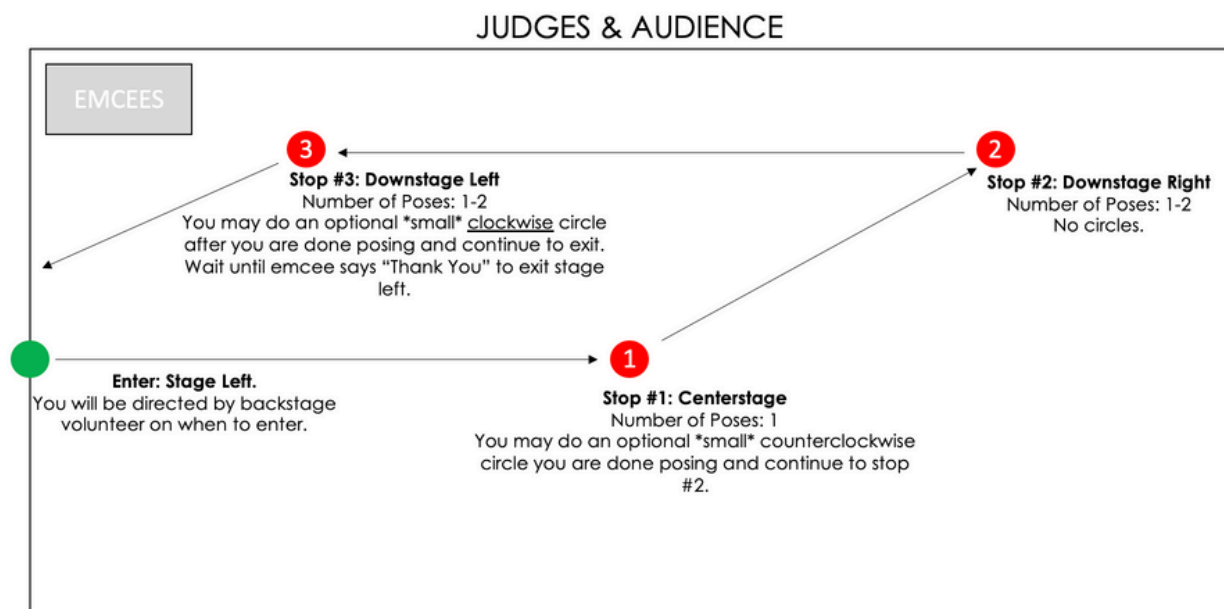 JUDGES & AUDIENCE
EMCEES
3
Stop #3: Downstage Left
Number of Poses: 1-2
You may do an optional *small* clockwise circle
after you are done posing and continue to exit.
Wait until emcee says “Thank You” to exit stage
left.
2
Stop #2: Downstage Right
Number of Poses: 1-2
No circles.
Enter: Stage Left.
You will be directed by backstage
volunteer on when to enter.
1
Stop #1: Centerstage
Number of Poses: 1
You may do an optional *small* counterclockwise
circle you are done posing and continue to stop
#2.